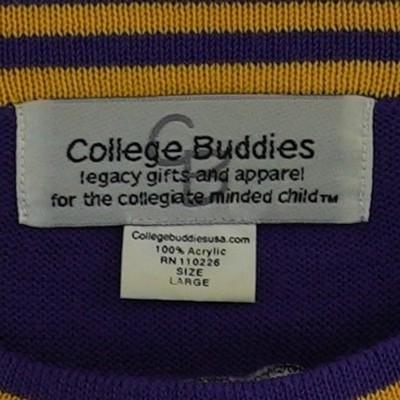 College Buddies
legacy gifts and apparel
for the collegiate minded child™
Collegebuddiesusa.com
100% Acrylic
RN 110226
SIZE
LARGE